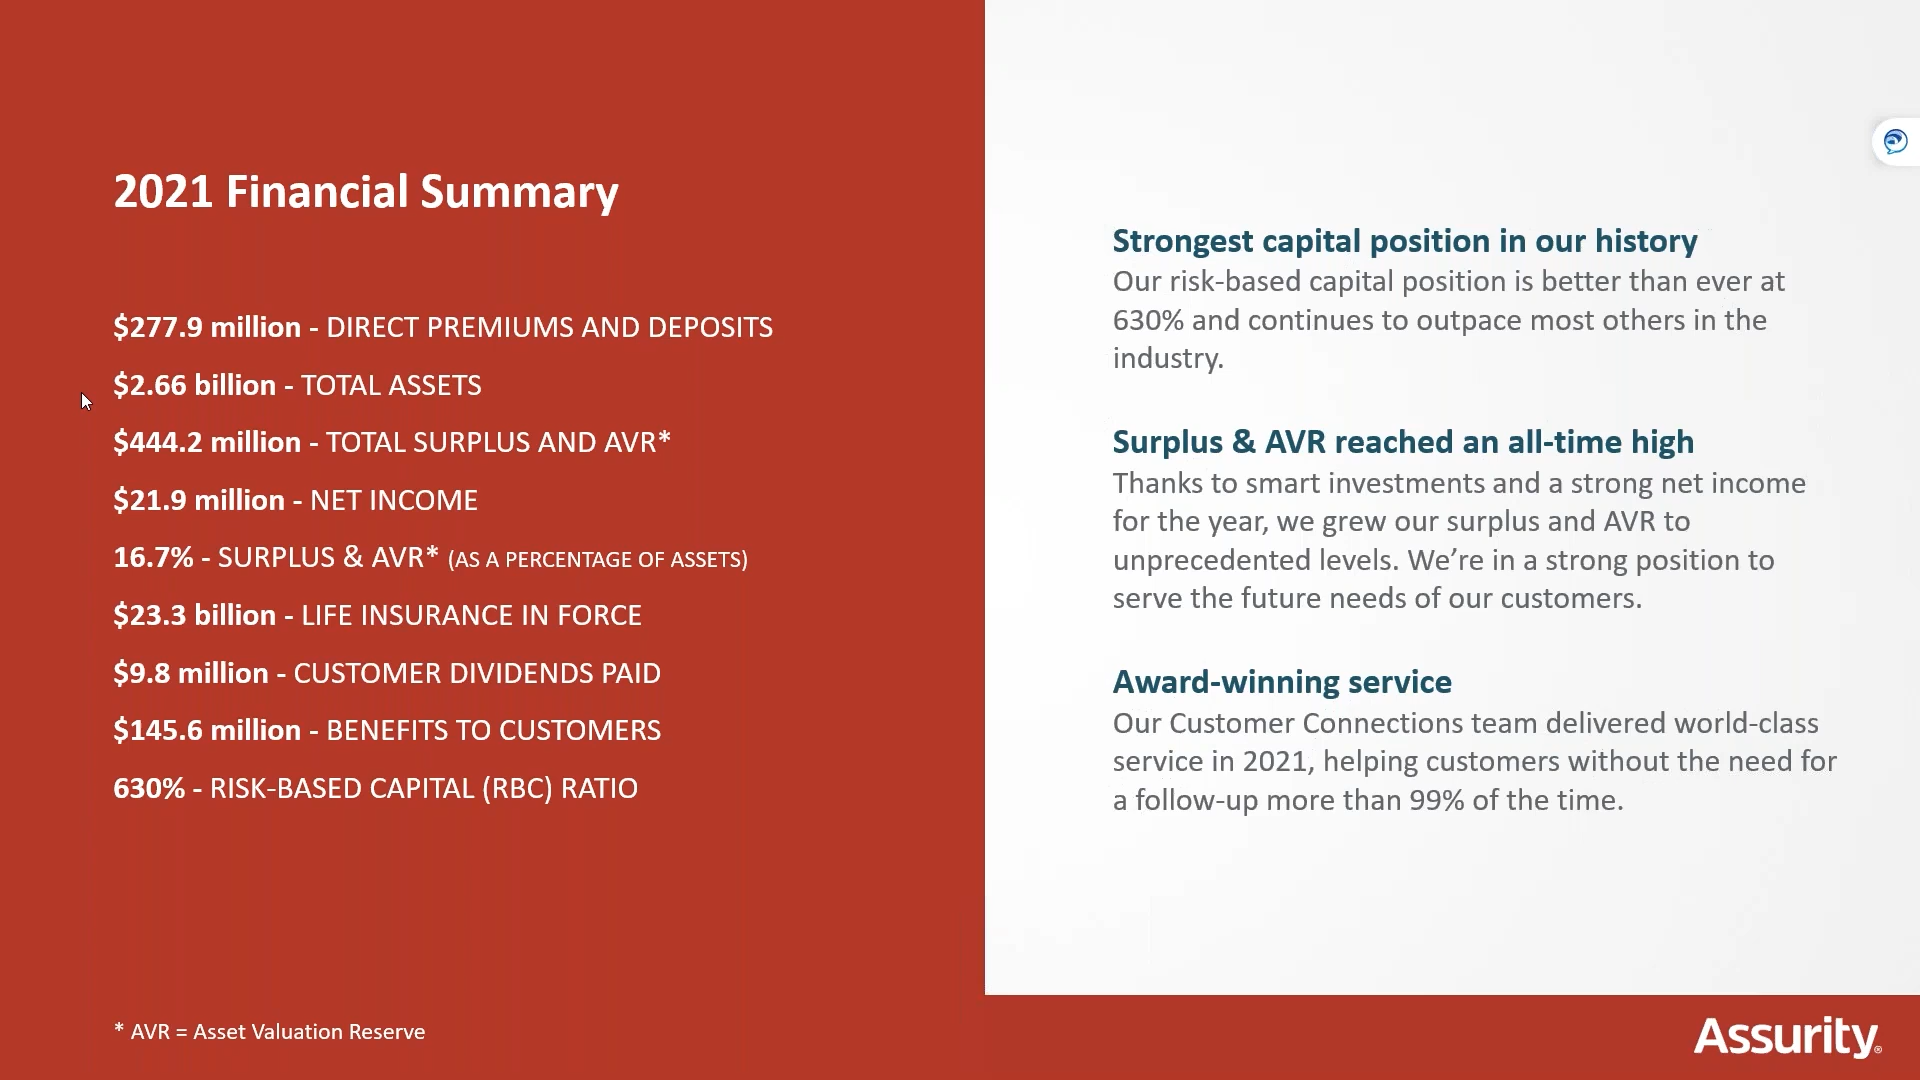 2021 Financial Summary
$277.9 million - DIRECT PREMIUMS AND DEPOSITS
$2.66 billion - TOTAL ASSETS
$444.2 million - TOTAL SURPLUS AND AVR*
$21.9 million - NET INCOME
16.7% - SURPLUS & AVR* (AS A PERCENTAGE OF ASSETS)
$23.3 billion - LIFE INSURANCE IN FORCE
$9.8 million - CUSTOMER DIVIDENDS PAID
$145.6 million - BENEFITS TO CUSTOMERS
630% - RISK-BASED CAPITAL (RBC) RATIO
* AVR = Asset Valuation Reserve
Strongest capital position in our history
Our risk-based capital position is better than ever at
630% and continues to outpace most others in the
industry.
Surplus & AVR reached an all-time high
Thanks to smart investments and a strong net income
for the year, we grew our surplus and AVR to
unprecedented levels. We’re in a strong position to
serve the future needs of our customers.
Award-winning service
Our Customer Connections team delivered world-class
service in 2021, helping customers without the need for
a follow-up more than 99% of the time.
Assurity®